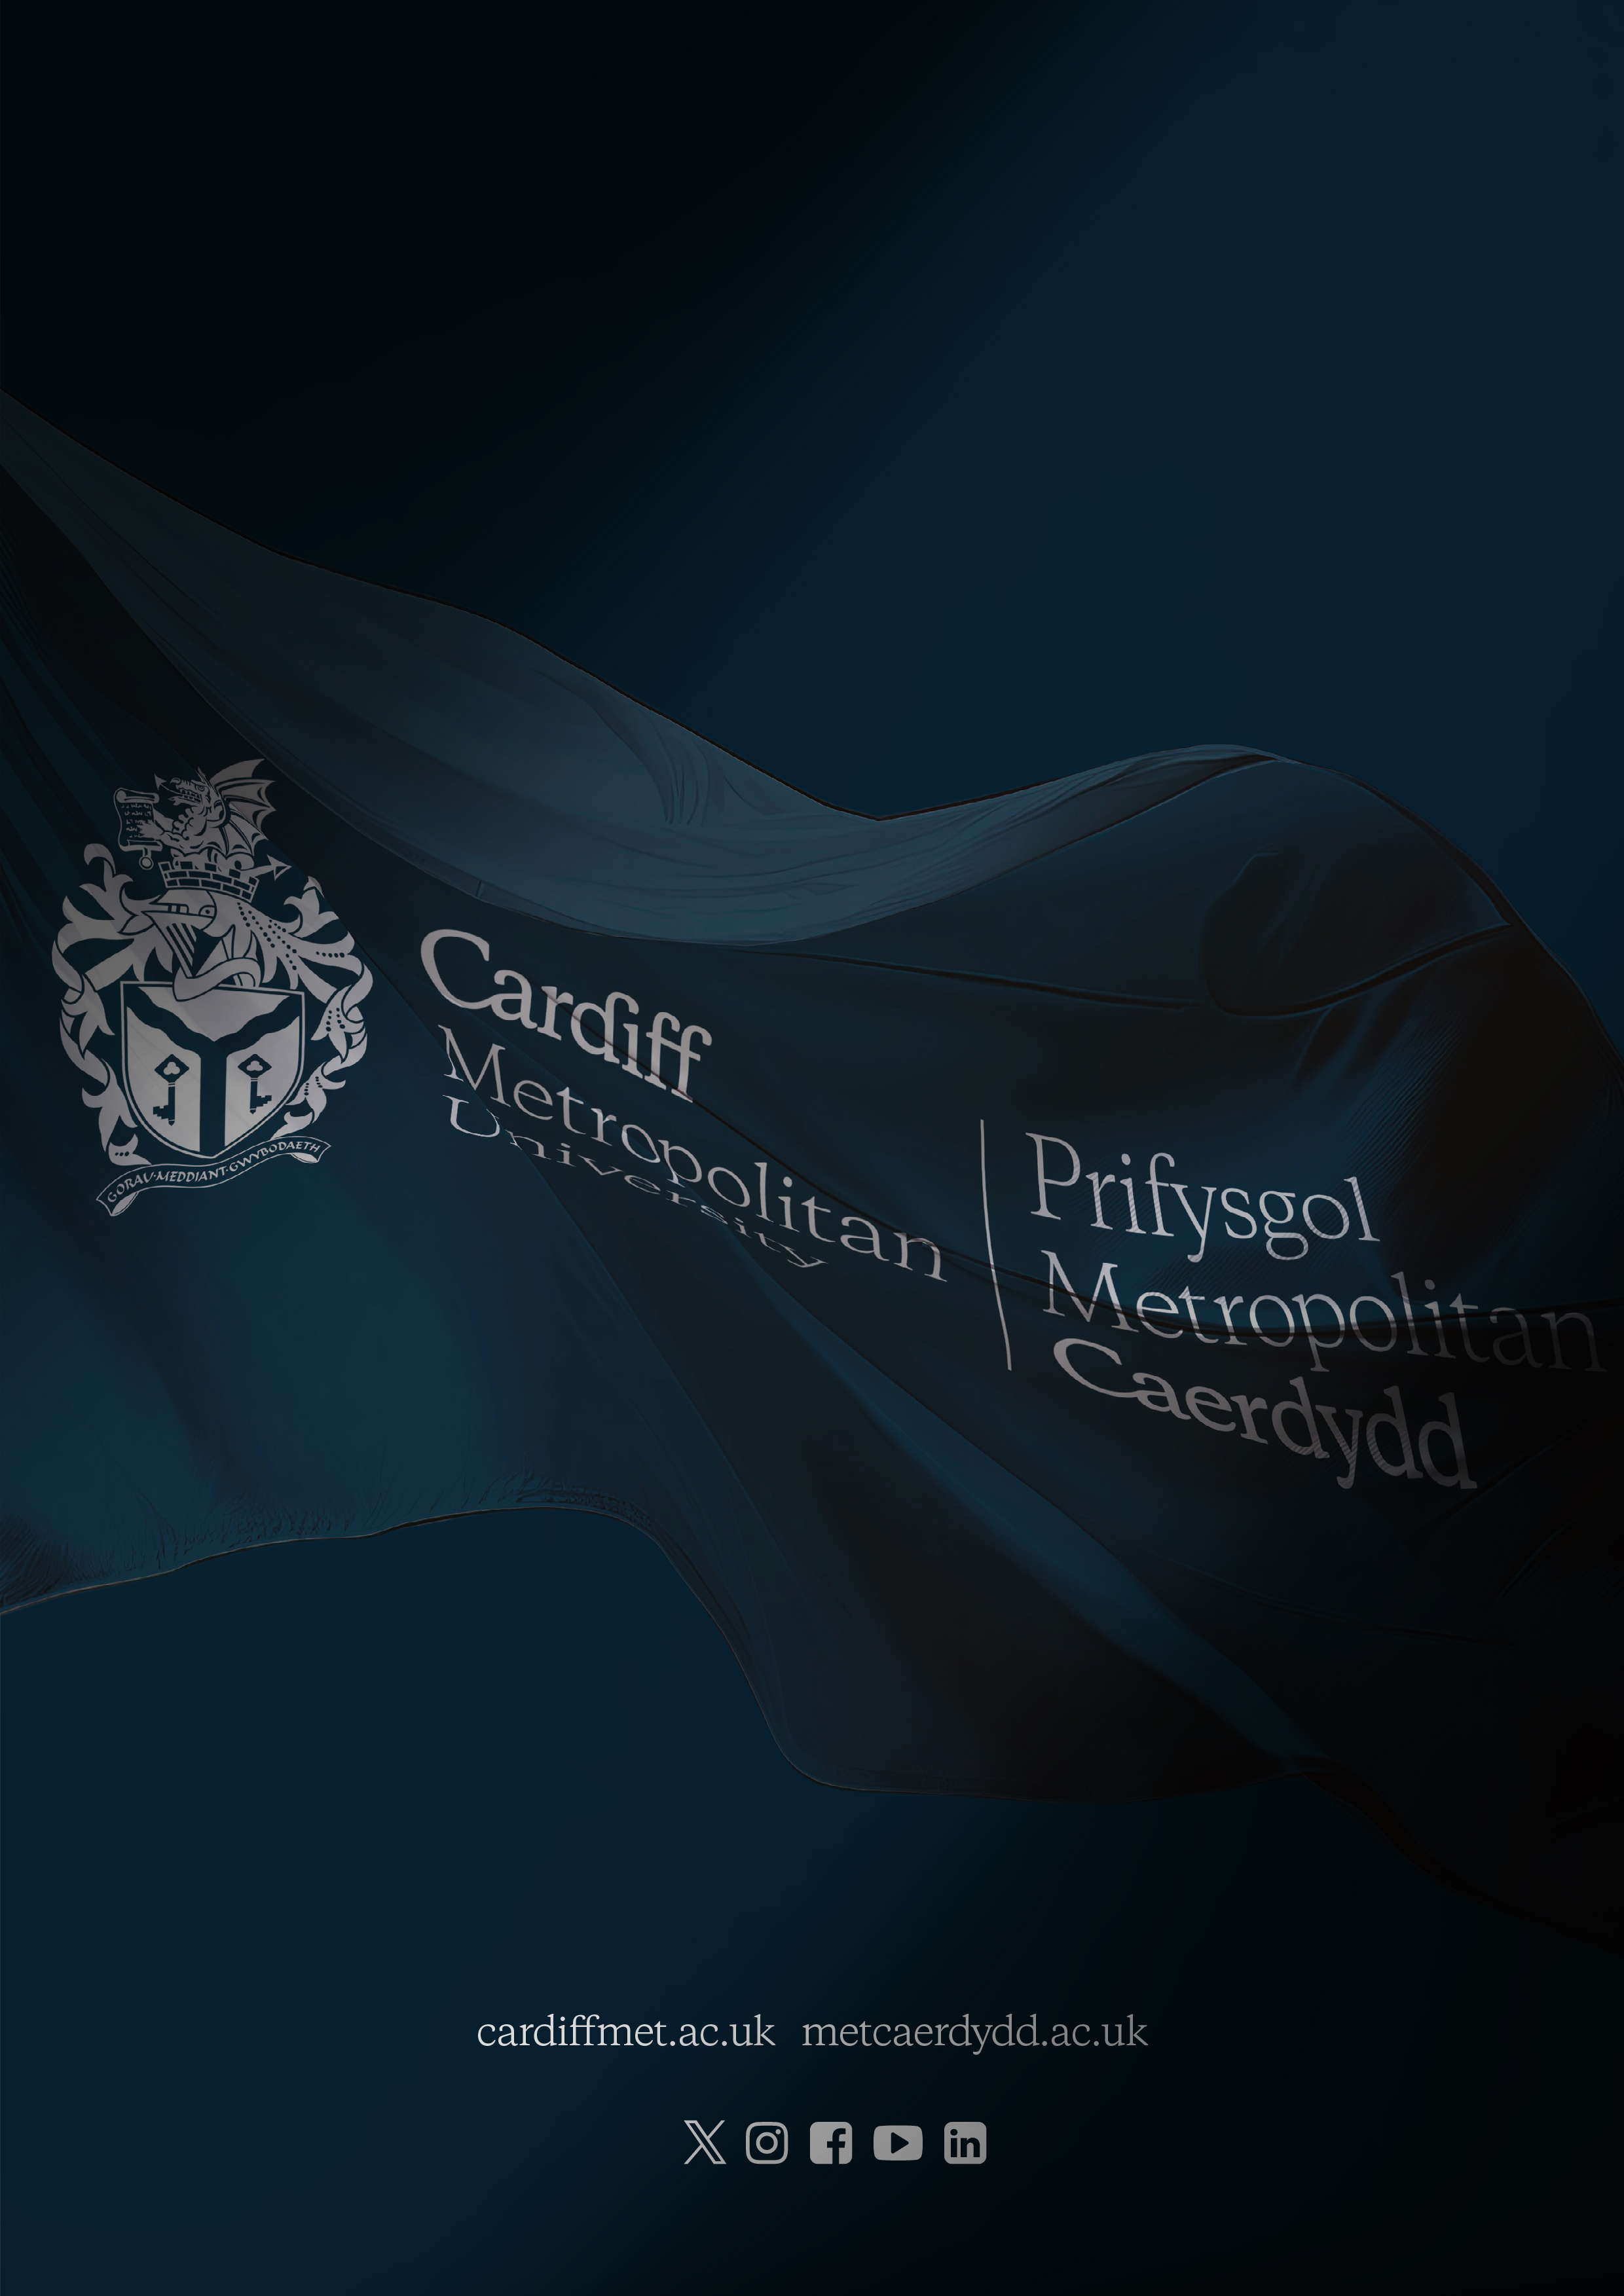 GORAU·MEDDIANT·GWYBODAETH
Cardiff
Metropolitan
University
Prifysgol
Metropolitan
Caerdydd
cardiffmet.ac.uk metcaerdydd.ac.uk